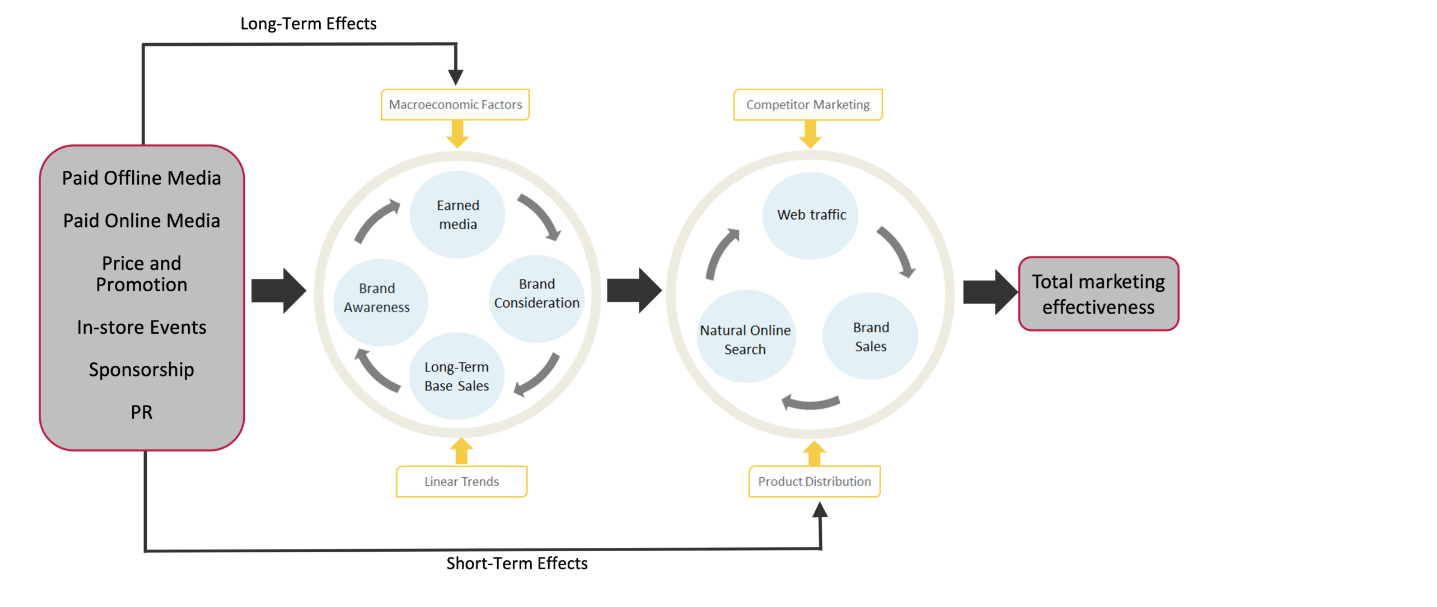 Long-Term Effects
Macroeconomic Factors
Competitor Marketing
Paid Offline Media
Paid Online Media
Price and
Promotion
In-store Events
Sponsorship
PR
Earned
media
Brand
Consideration
Long-Term
Base Sales
Brand
Awareness
Web traffic
Brand
Sales
Natural Online
Search
Total marketing
effectiveness
Linear Trends
Product Distribution
Short-Term Effects